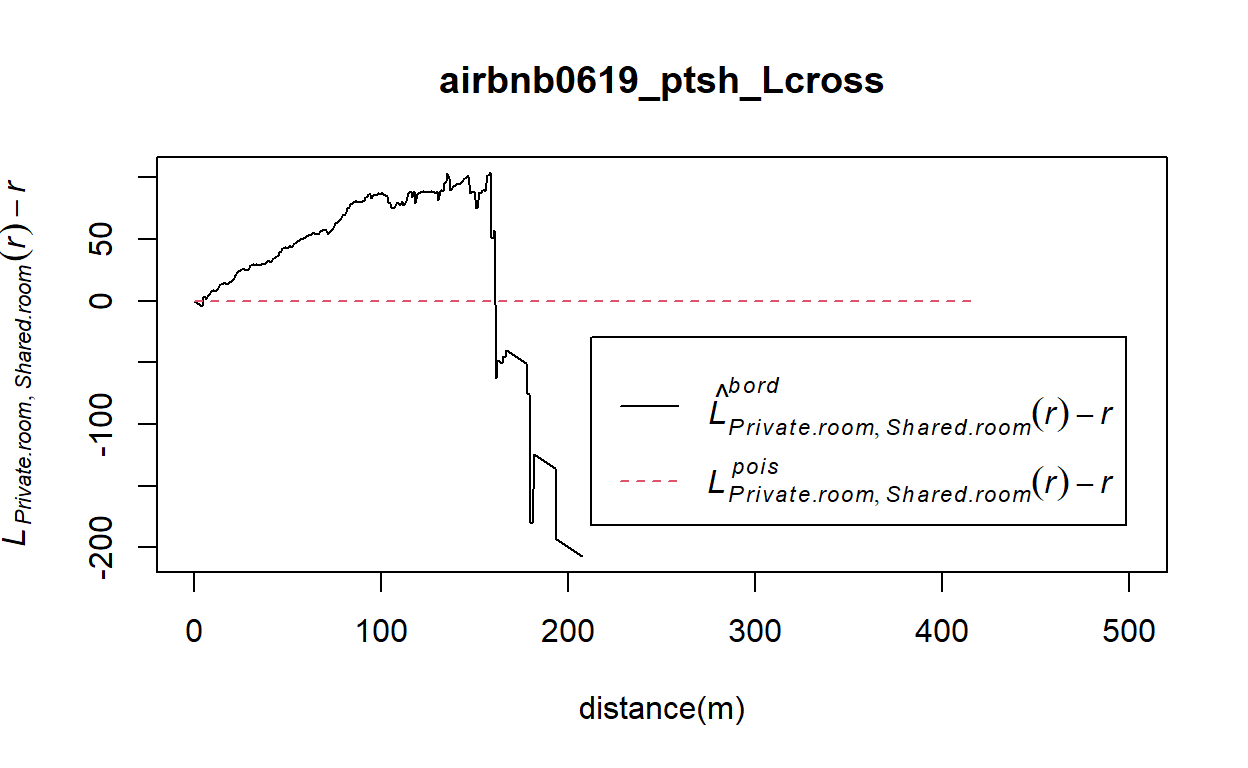 airbnb0619_ptsh_Lcross
L Private.room, Shared.room(r) − r
50
0
-100
-200
L̂ bord Private.room, Shared.room(r) − r
L pois Private.room, Shared.room(r) − r
0 100 200 300 400 500
distance(m)